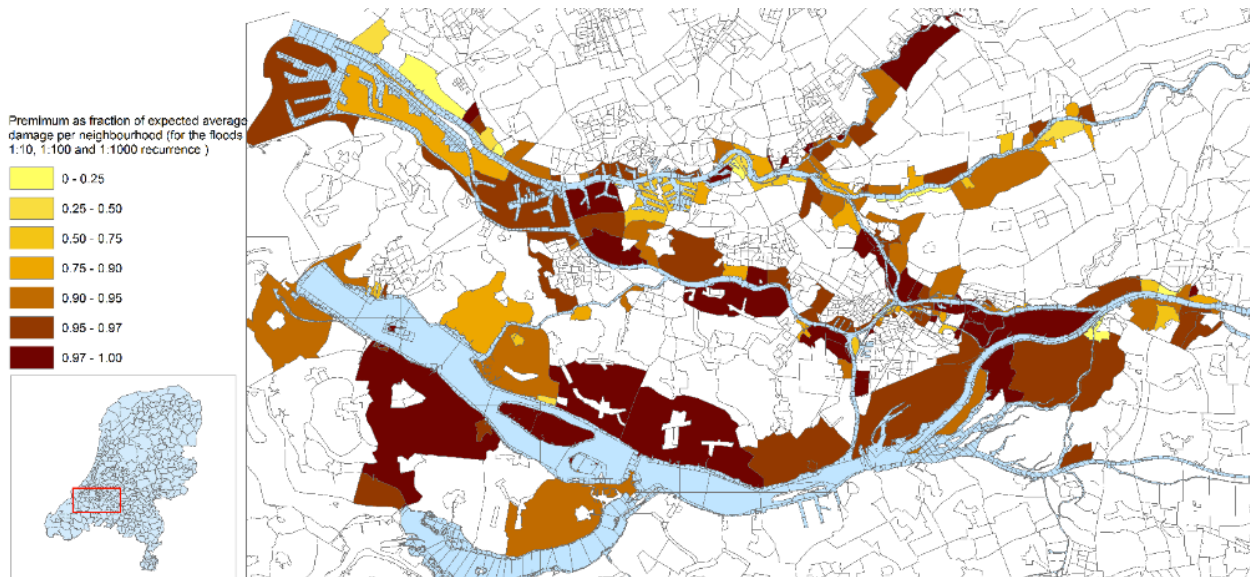 Premimum as fraction of expected average
damage per neighbourhood (for the floods
1:10, 1:100 and 1:1000 recurrence )
0 - 0.25
0.25 - 0.50
0.50 - 0.75
0.75 - 0.90
0.90 - 0.95
0.95 - 0.97
0.97 - 1.00